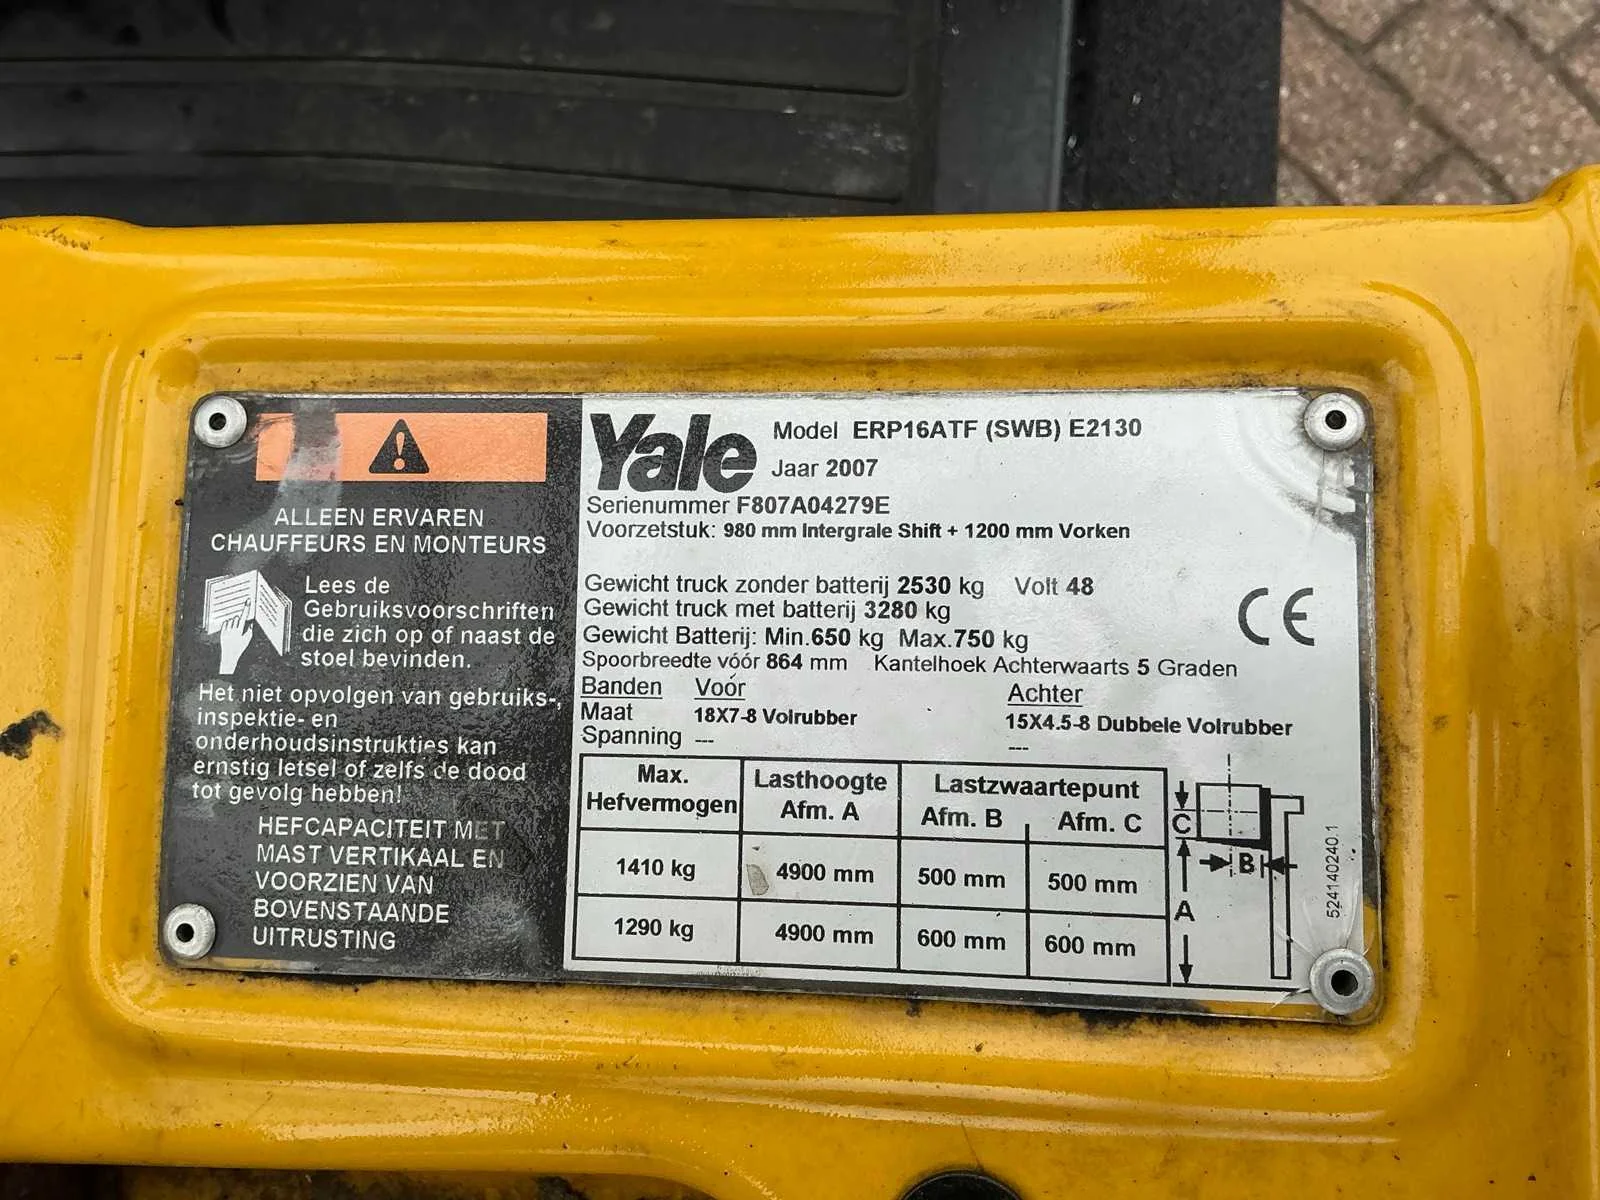 ALLEEN ERVAREN
CHAUFFEURS EN MONTEURS
Lees de
Gebruiksvoorschriften
die zich op of naast de
stoel bevinden.
Het niet opvolgen van gebruiks-,
inspektie- en
onderhoudsinstrukties kan
ernstig letsel of zelfs de dood
tot gevolg hebben!
HEFCAPACITEIT MET
MAST VERTIKAAL EN
VOORZIEN VAN
BOVENSTAANDE
UITRUSTING
Yale
Model ERP16ATF (SWB) E2130
Jaar 2007
Serienummer F807A04279E
Voorzetstuk: 980 mm Intergrale Shift + 1200 mm Vorken
Gewicht truck zonder batterij 2530 kg Volt 48
Gewicht truck met batterij 3280 kg
Gewicht Batterij: Min.650 kg Max.750 kg
Spoorbreedte vóór 864 mm Kantelhoek Achterwaarts 5 Graden
CE
Banden Voór Achter
Maat 18X7-8 Volrubber 15X4.5-8 Dubbele Volrubber
Spanning --- ---
Max. Lasthoogte Lastzwaartepunt
Hefvermogen Afm. A Afm. B Afm. C
1410 kg 4900 mm 500 mm 500 mm
1290 kg 4900 mm 600 mm 600 mm
C
B
A
524140240.1